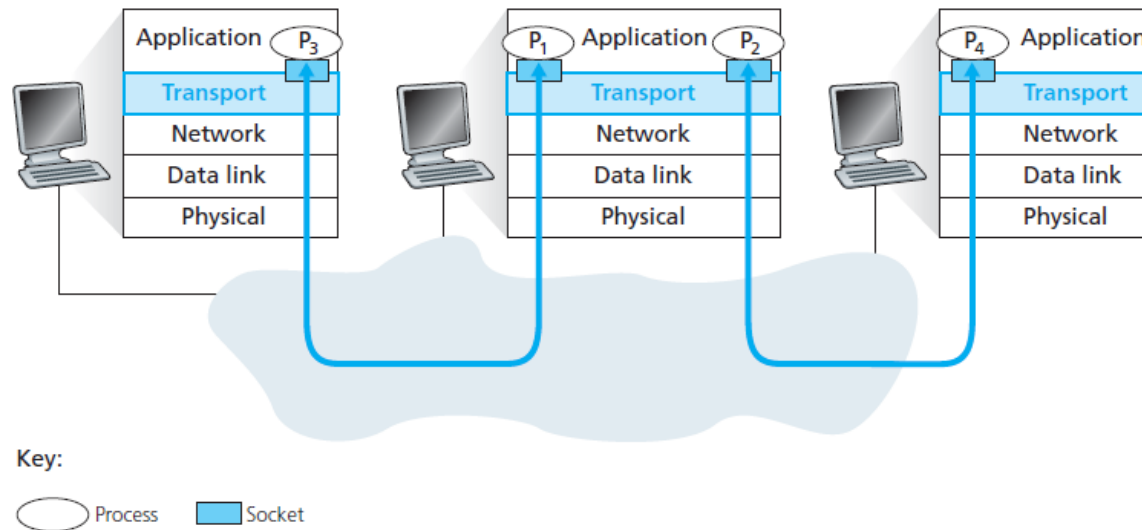 Application P3 P1 Application P2 P4 Application
Transport Transport Transport
Network Network Network
Data link Data link Data link
Physical Physical Physical
Key:
Process Socket